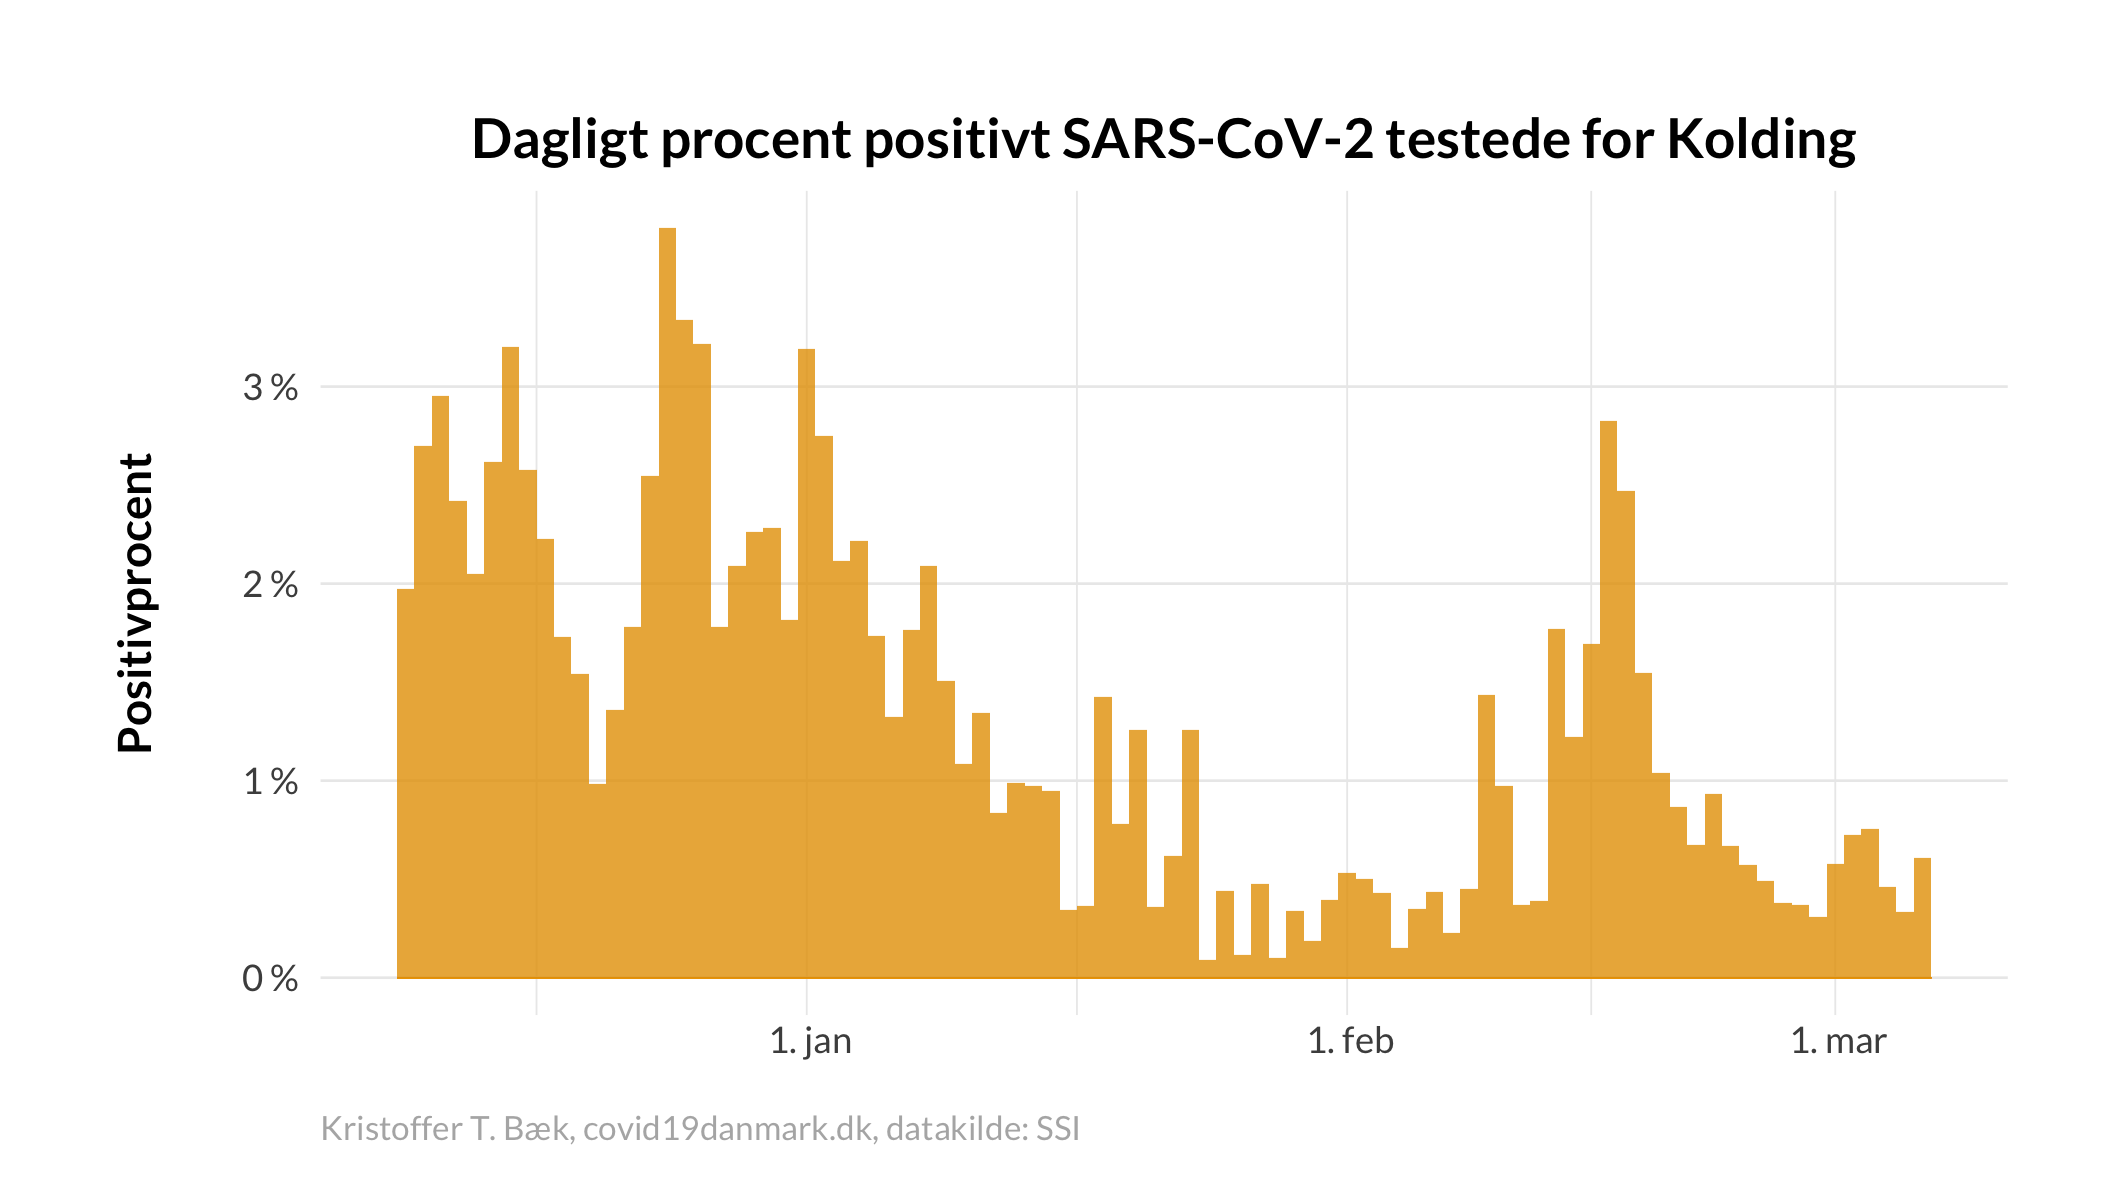 Dagligt procent positivt SARS-CoV-2 testede for Kolding
Positivprocent
3 %
2 %
1 %
0 %
1. jan
1. feb
1. mar
Kristoffer T. Bæk, covid19danmark.dk, datakilde: SSI